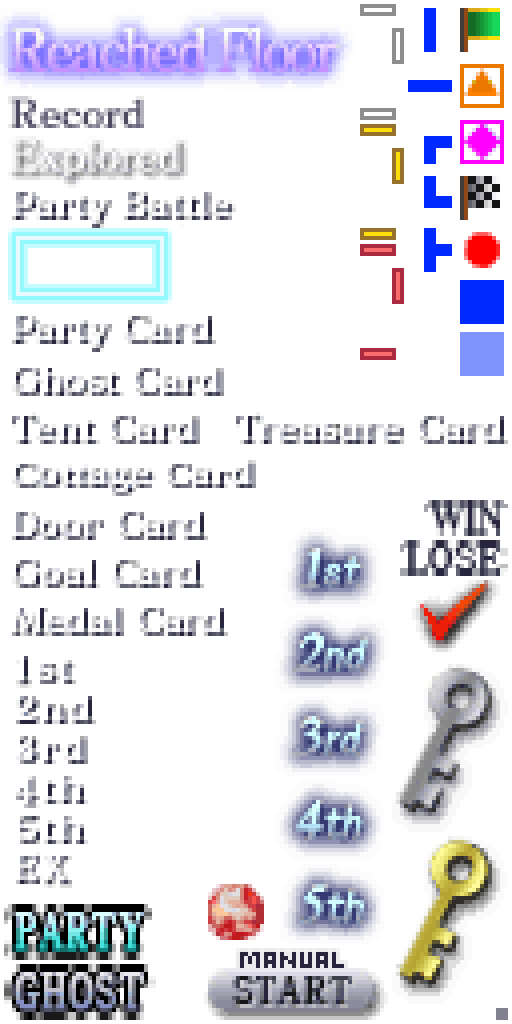 Reached Floor
Record
Explored
Party Battle
Party Card
Ghost Card
Tent Card Treasure Card
Cottage Card
Door Card
Goal Card
Medal Card
1st
2nd
3rd
4th
5th
EX
PARTY
GHOST
WIN
LOSE
1st
2nd
3rd
4th
5th
MANUAL
START